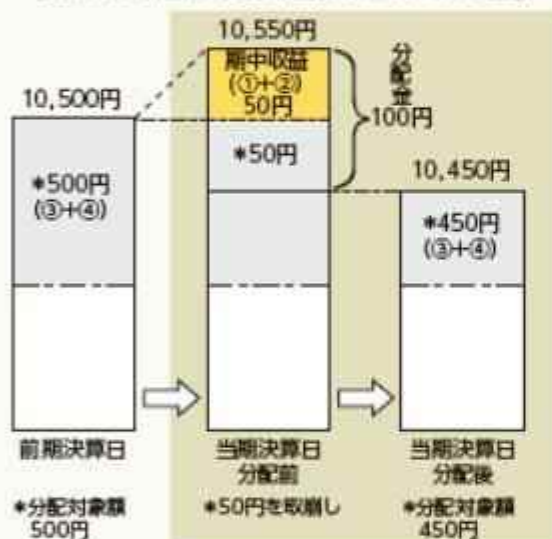 10,550円
10,500円
期中収益
(①+②)
50円
分配金
100円
*500円
(③+④)
*50円
10,450円
*450円
(③+④)
前期決算日
当期決算日
分配前
当期決算日
分配後
*分配対象額
500円
*50円を取崩し
*分配対象額
450円